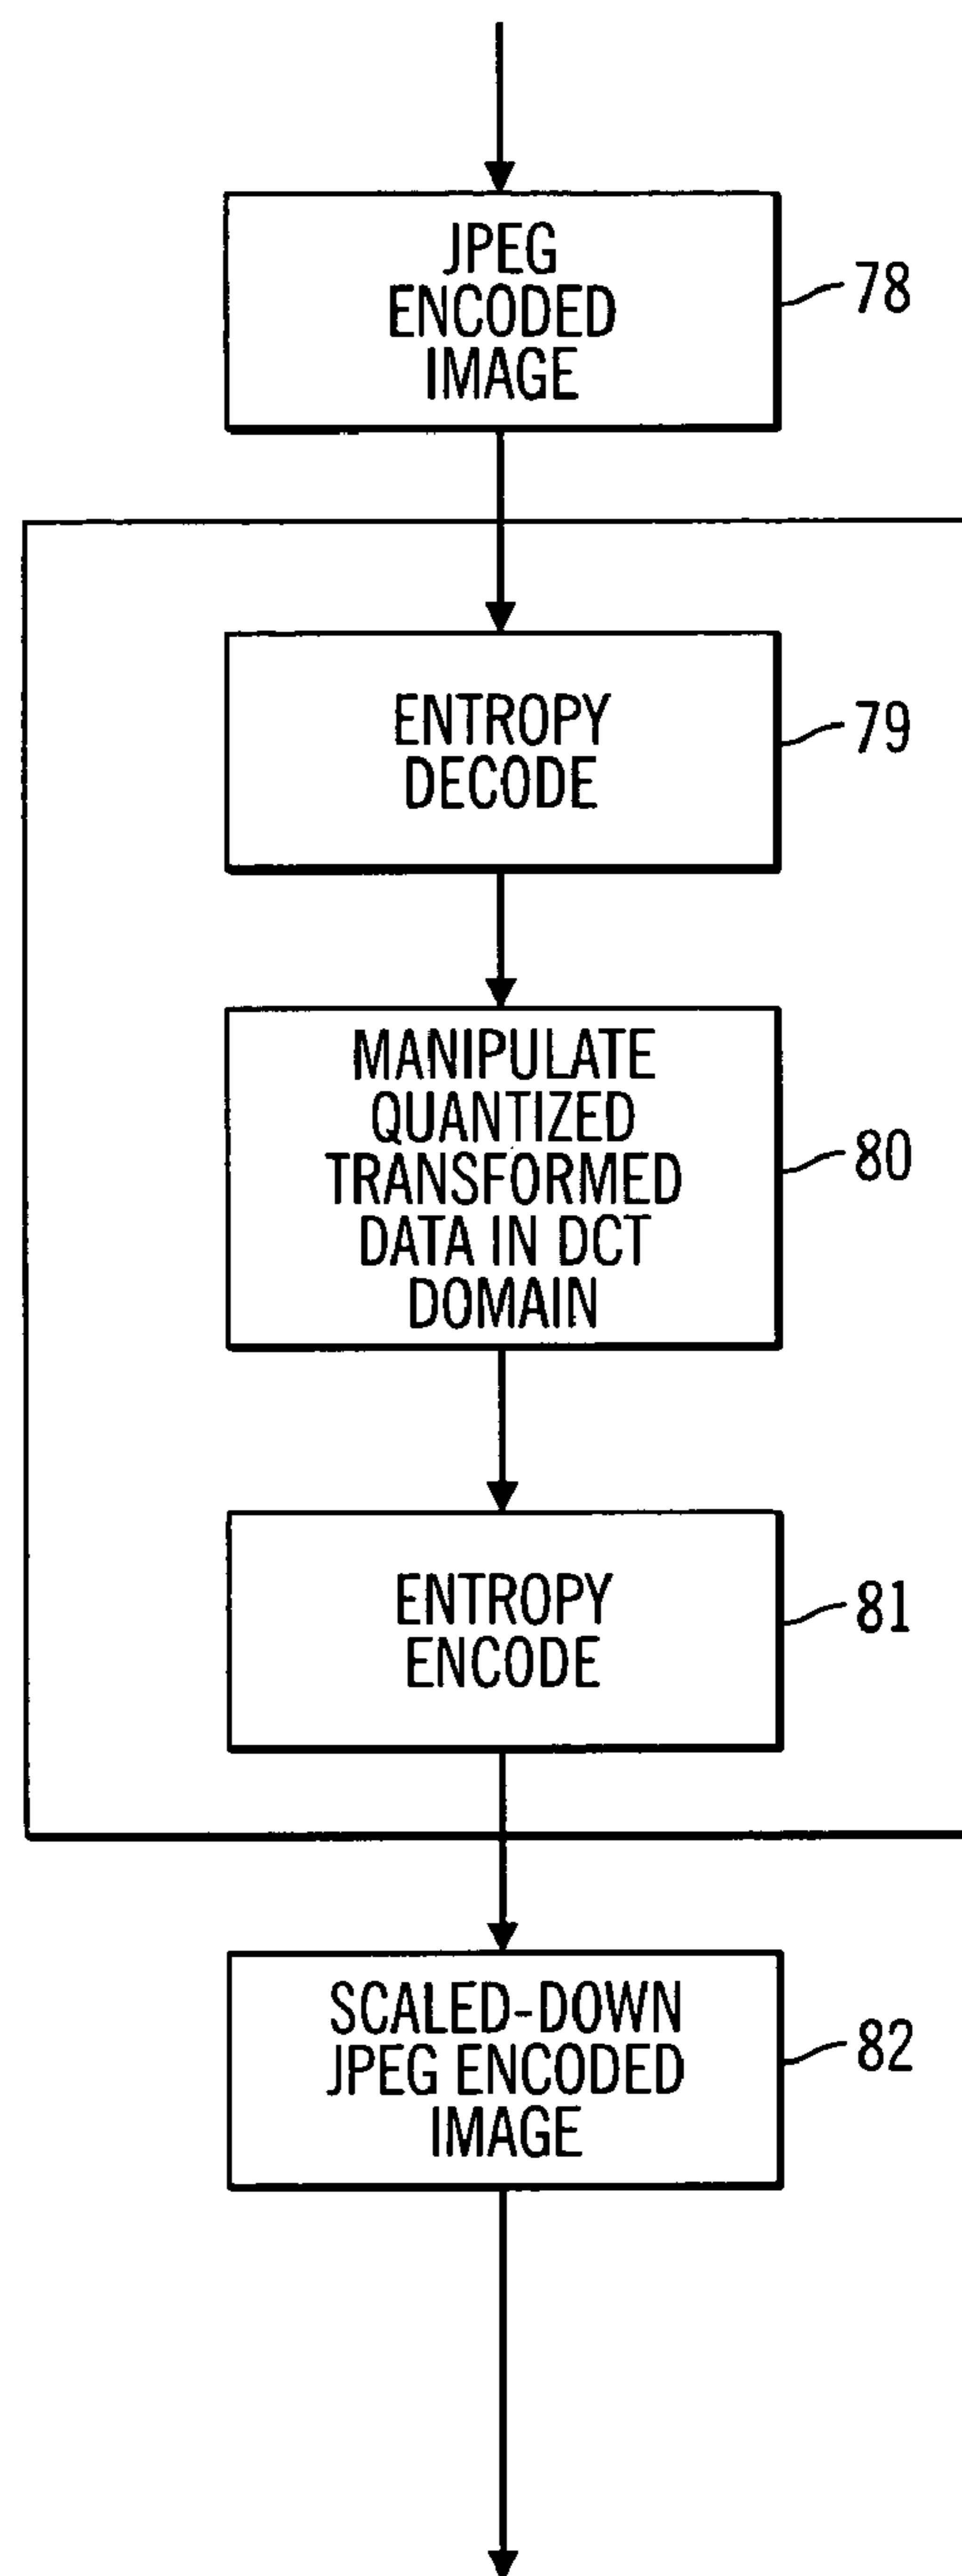 JPEG
ENCODED
IMAGE
78
ENTROPY
DECODE
79
MANIPULATE
QUANTIZED
TRANSFORMED
DATA IN DCT
DOMAIN
80
ENTROPY
ENCODE
81
SCALED-DOWN
JPEG ENCODED
IMAGE
82